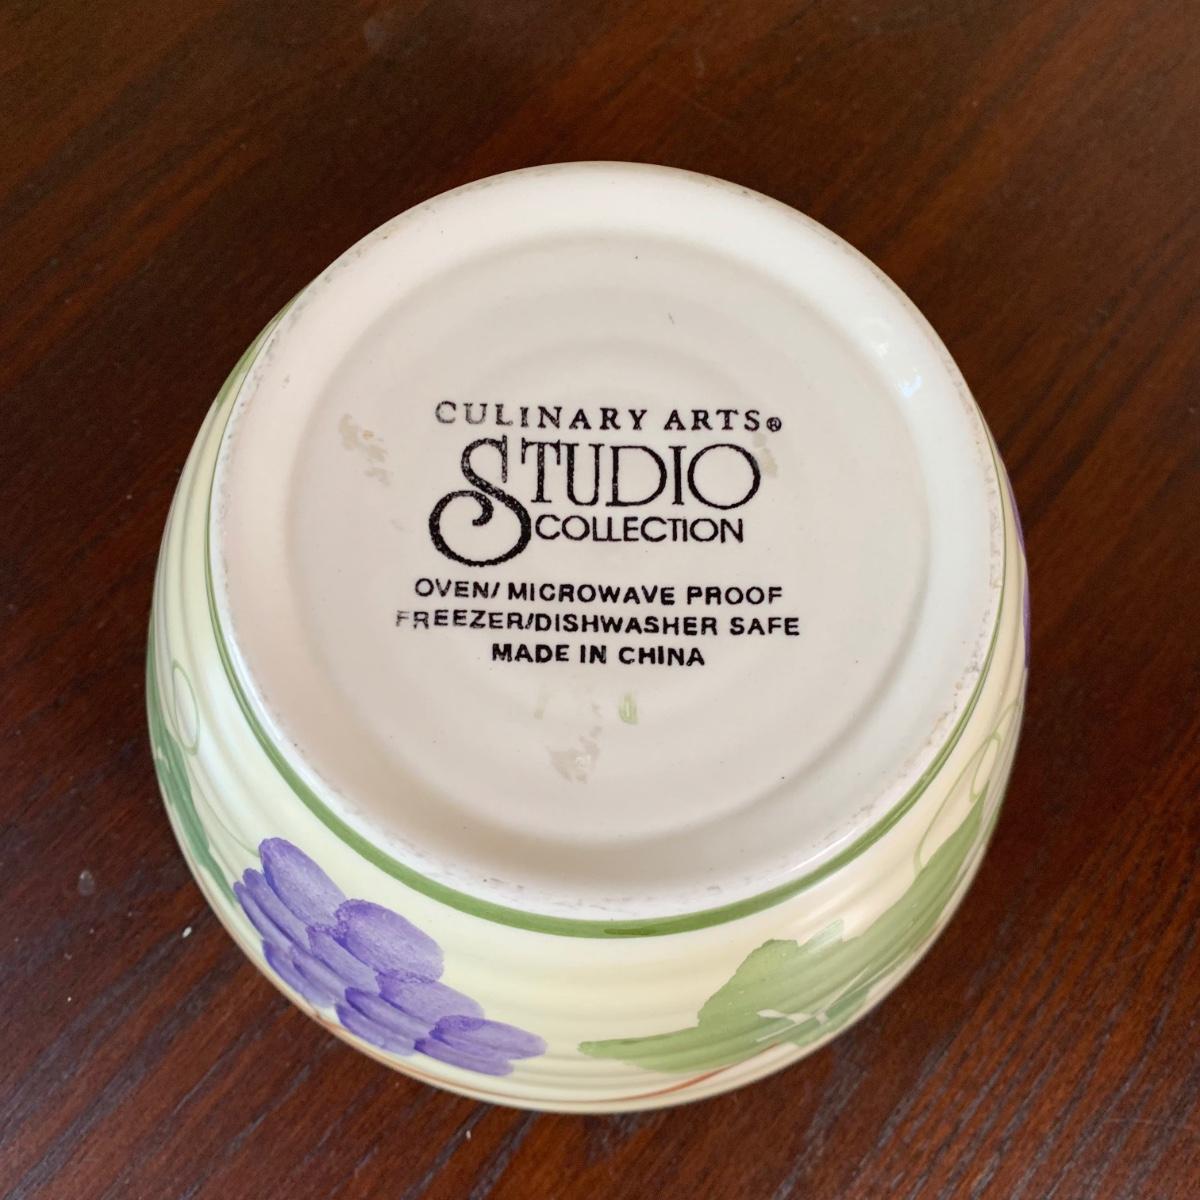 CULINARY ARTS®
STUDIO
COLLECTION
OVEN/ MICROWAVE PROOF
FREEZER/DISHWASHER SAFE
MADE IN CHINA